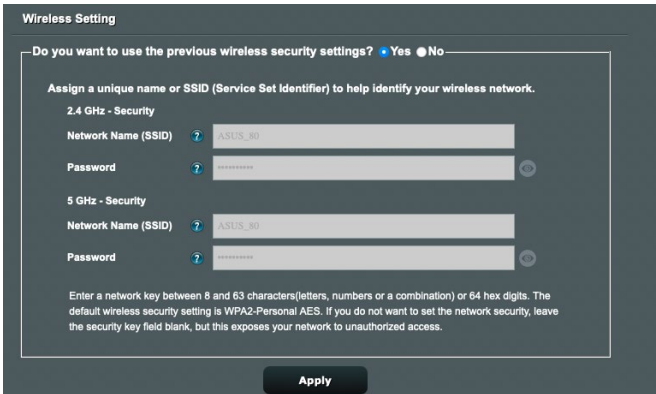 Wireless Setting
Do you want to use the previous wireless security settings? Yes No
Assign a unique name or SSID (Service Set Identifier) to help identify your wireless network.
2.4 GHz - Security
Network Name (SSID) ? ASUS_80
Password ? ••••••••••
5 GHz - Security
Network Name (SSID) ? ASUS_80
Password ? ••••••••••
Enter a network key between 8 and 63 characters(letters, numbers or a combination) or 64 hex digits. The
default wireless security setting is WPA2-Personal AES. If you do not want to set the network security, leave
the security key field blank, but this exposes your network to unauthorized access.
Apply